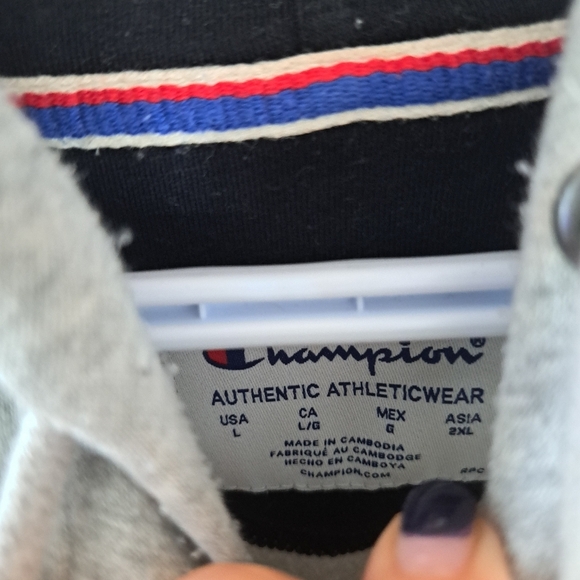 Champion®
AUTHENTIC ATHLETICWEAR
USA CA MEX ASIA
L L/G G 2XL
MADE IN CAMBODIA
FABRIQUÉ AU CAMBODGE
HECHO EN CAMBOYA
CHAMPION.COM
RPC